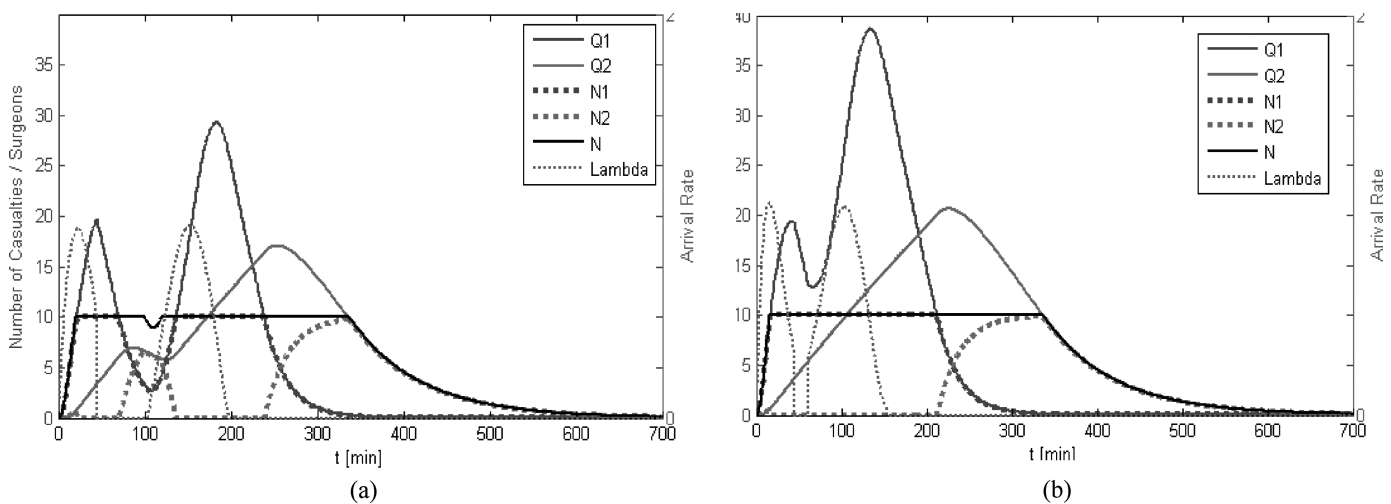 2
35
30
25
20
15
10
5
0
Number of Casualties / Surgeons
Q1
Q2
N1
N2
N
Lambda
Arrival Rate
0
0 100 200 300 400 500 600 700
t [min]
(a)
40
35
30
25
20
15
10
5
0
2
Q1
Q2
N1
N2
N
Lambda
Arrival Rate
0
0 100 200 300 400 500 600 700
t [min]
(b)